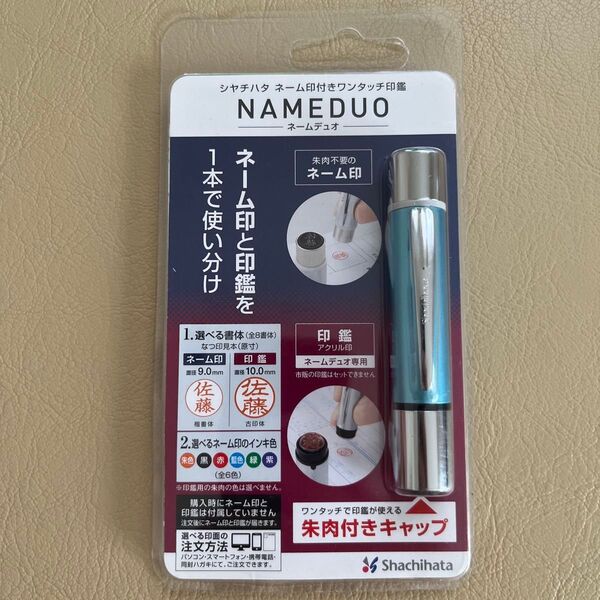 シヤチハタ ネーム印付きワンタッチ印鑑
NAMEDUO
ネームデュオ
ネーム印と印鑑を
1本で使い分け
朱肉不要の
ネーム印
印鑑
アクリル印
ネームデュオ専用
市販の印鑑はセットできません
1.選べる書体(全8書体)
なつ印見本(原寸)
ネーム印
直径9.0mm
佐藤
楷書体
印鑑
直径10.0mm
佐藤
古印体
2.選べるネーム印のインキ色
朱色 黒 赤 藍色 緑 紫
(全6色)
※印鑑用の朱肉の色は選べません。
購入時にネーム印と
印鑑は付属していません
注文後にネーム印と印鑑が届きます。
選べる印面の
注文方法
パソコン・スマートフォン・携帯電話・
同封ハガキにて、ご注文できます。
ワンタッチで印鑑が使える
朱肉付きキャップ
Shachihata